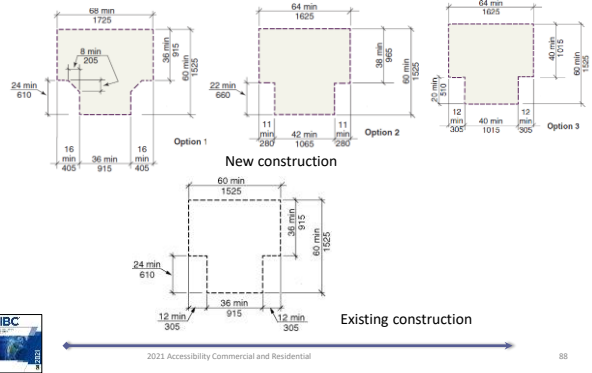 68 min
1725
8 min
205
36 min
915
60 min
1525
24 min
610
16
min
405
36 min
915
16
min
405
Option 1
64 min
1625
38 min
965
60 min
1525
22 min
660
11
min
280
42 min
1065
11
min
280
Option 2
64 min
1625
40 min
1015
60 min
1525
20 min
510
12
min
305
40 min
1015
12
min
305
Option 3
New construction
60 min
1525
36 min
915
60 min
1525
24 min
610
12 min
305
36 min
915
12 min
305
Existing construction
IBC
2021
2021 Accessibility Commercial and Residential
88